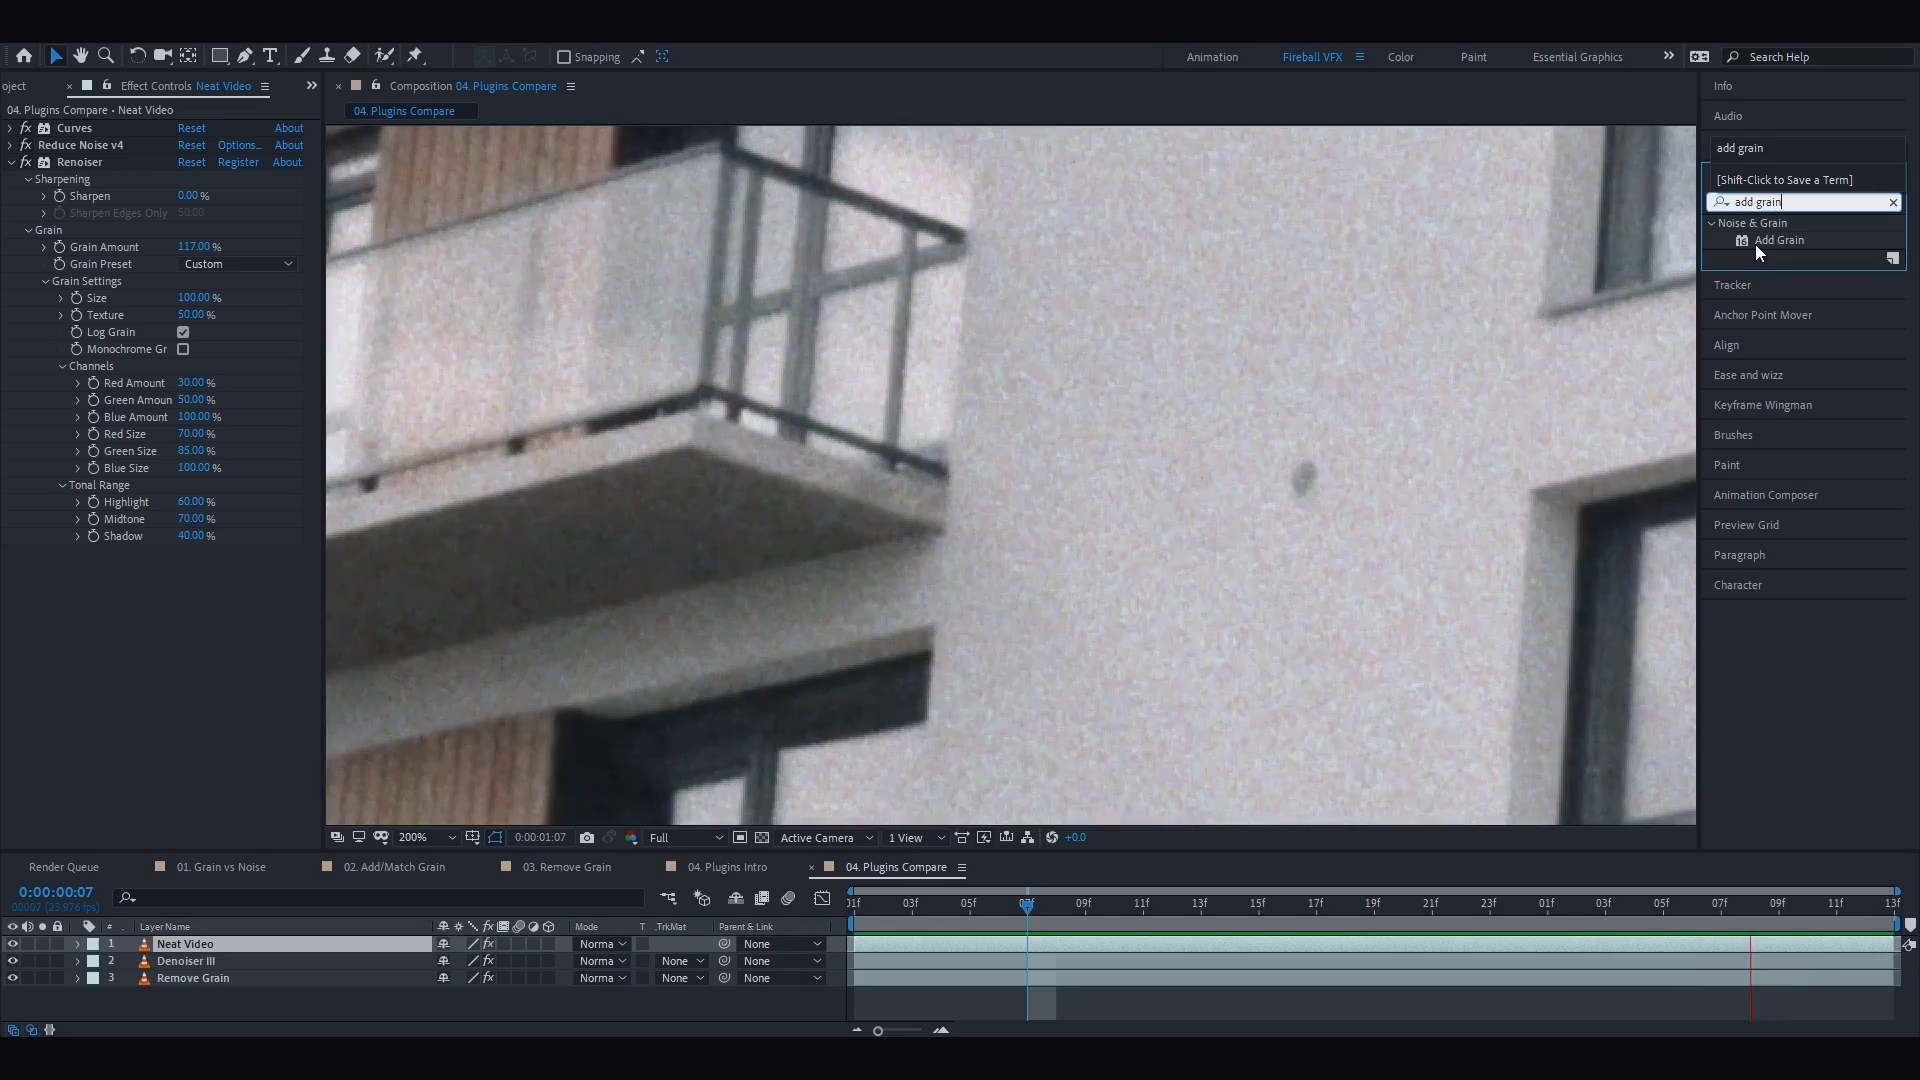 Snapping
Animation
Fireball VFX
Color
Paint
Essential Graphics
Search Help
oject
Effect Controls Neat Video
Composition 04. Plugins Compare
Info
04. Plugins Compare • Neat Video
04. Plugins Compare
Audio
fx Curves Reset About
fx Reduce Noise v4 Reset Options... About
fx Renoiser Reset Register About.
Sharpening
Sharpen 0.00 %
Sharpen Edges Only 50.00
Grain
Grain Amount 117.00 %
Grain Preset Custom
Grain Settings
Size 100.00 %
Texture 50.00 %
Log Grain
Monochrome Gr
Channels
Red Amount 30.00 %
Green Amoun 50.00 %
Blue Amount 100.00 %
Red Size 70.00 %
Green Size 85.00 %
Blue Size 100.00 %
Tonal Range
Highlight 60.00 %
Midtone 70.00 %
Shadow 40.00 %
add grain
[Shift-Click to Save a Term]
add grain
Noise & Grain
16 Add Grain
Tracker
Anchor Point Mover
Align
Ease and wizz
Keyframe Wingman
Brushes
Paint
Animation Composer
Preview Grid
Paragraph
Character
200% 0:00:01:07 Full Active Camera 1 View +0.0
Render Queue 01. Grain vs Noise 02. Add/Match Grain 03. Remove Grain 04. Plugins Intro 04. Plugins Compare
0:00:00:07
00007 (23.976 fps)
01f 03f 05f 07f 09f 11f 13f 15f 17f 19f 21f 23f 01f 03f 05f 07f 09f 11f 13f
# Layer Name fx Mode T .TrkMat Parent & Link
1 Neat Video fx Norma None
2 Denoiser III fx Norma None None
3 Remove Grain fx Norma None None